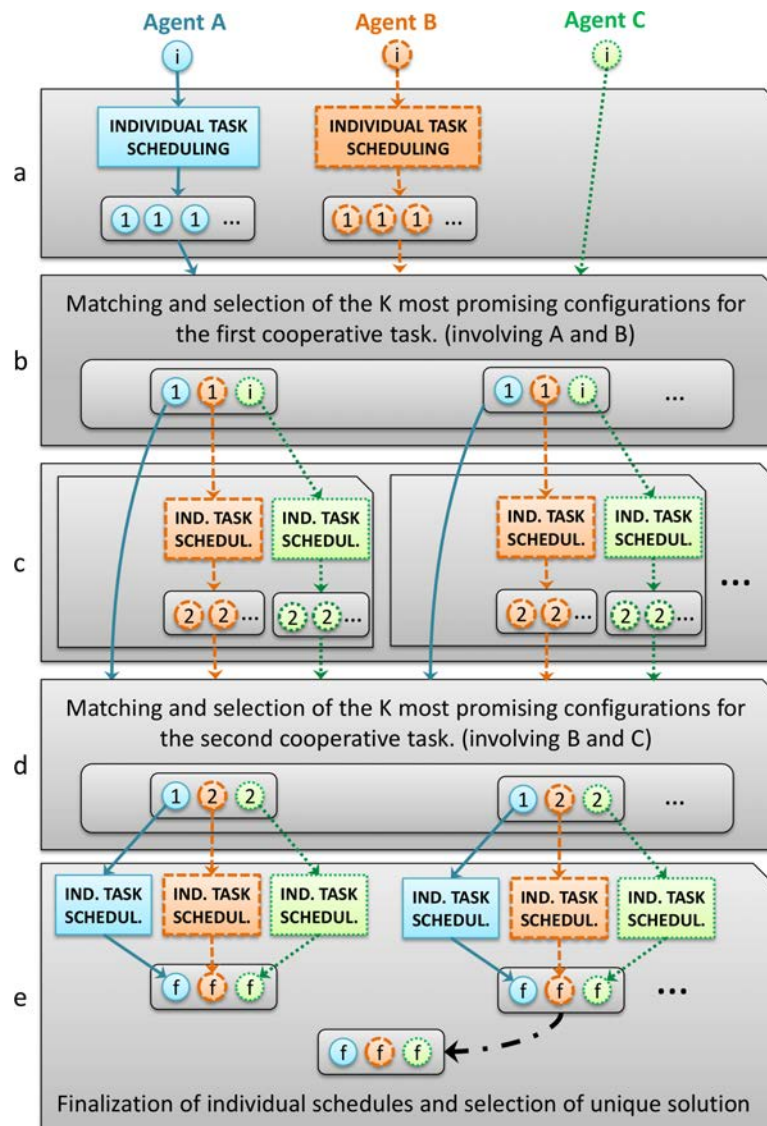 Agent A Agent B Agent C
i i i
a
INDIVIDUAL TASK INDIVIDUAL TASK
SCHEDULING SCHEDULING
1 1 1 ... 1 1 1 ...
b
Matching and selection of the K most promising configurations for
the first cooperative task. (involving A and B)
1 1 i 1 1 i ...
c
IND. TASK IND. TASK IND. TASK IND. TASK
SCHEDUL. SCHEDUL. SCHEDUL. SCHEDUL.
...
2 2 ... 2 2 ... 2 2 ... 2 2 ...
d
Matching and selection of the K most promising configurations for
the second cooperative task. (involving B and C)
1 2 2 1 2 2 ...
e
IND. TASK IND. TASK IND. TASK IND. TASK IND. TASK IND. TASK
SCHEDUL. SCHEDUL. SCHEDUL. SCHEDUL. SCHEDUL. SCHEDUL.
f f f f f f ...
f f f
Finalization of individual schedules and selection of unique solution